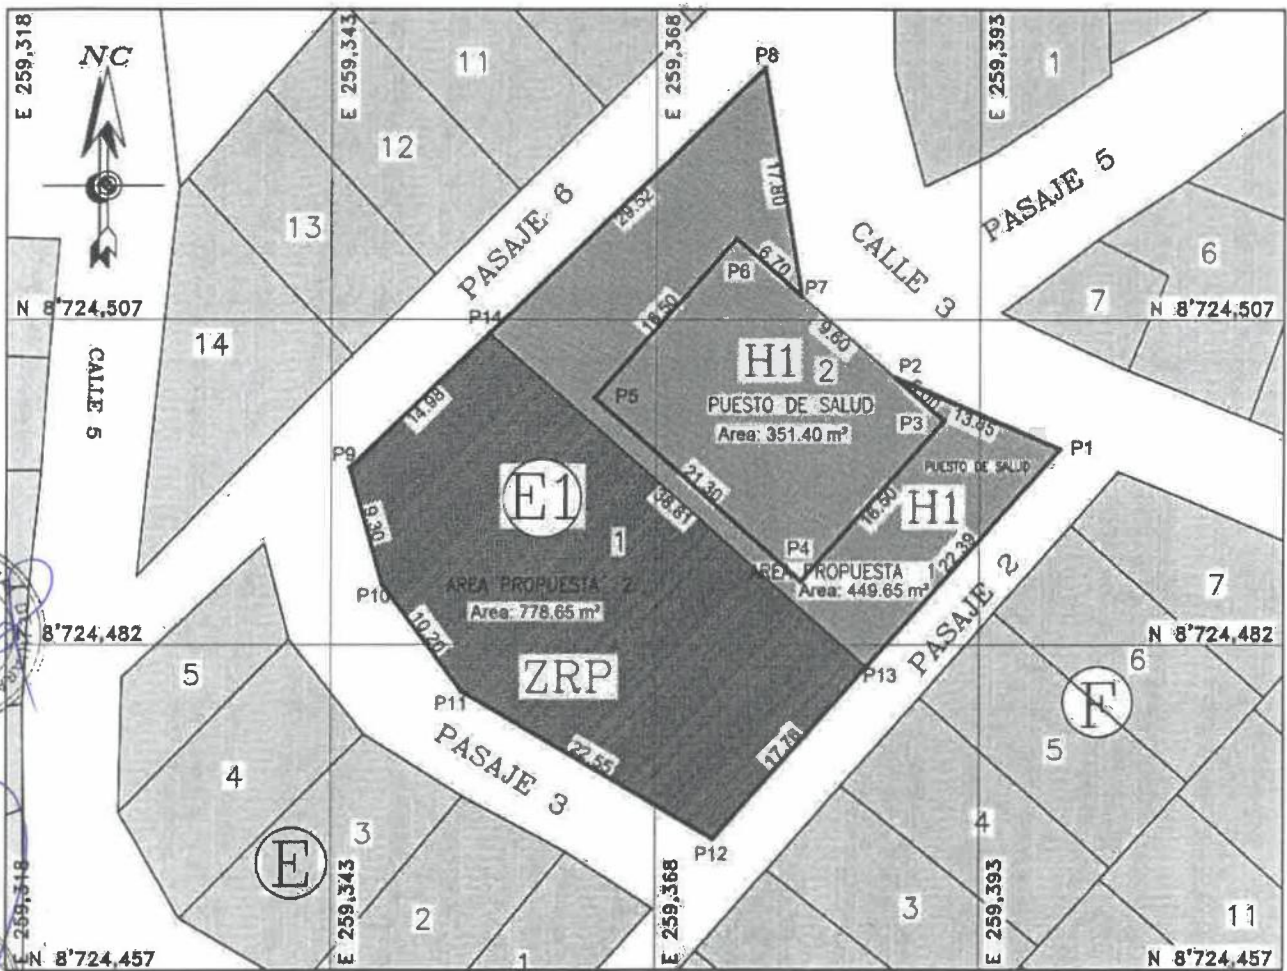 E 259,318
E 259,343
E 259,368
E 259,393
NC
P8
11
1
12
17.80
PASAJE 5
13
29.52
PASAJE 6
CALLE 3
6
P6
6.70
7
P7
N 8'724,507
N 8'724,507
P14
18.50
14
9.60
H1
2
P2
CALLE 5
P5
PUESTO DE SALUD
5.00
14.98
P3
13.85
Area: 351.40 m²
P1
P9
PUESTO DE SALUD
21.30
38.61
E1
H1
9.30
16.50
1
P4
22.39
AREA PROPUESTA 1
AREA PROPUESTA 2
P10
Area: 449.65 m²
7
Area: 778.65 m²
PASAJE 2
10.20
8'724,482
N 8'724,482
6
5
ZRP
P13
P11
F
PASAJE 3
22.55
17.76
5
4
3
4
P12
E
E 259,318
E 259,343
E 259,368
E 259,393
2
3
11
1
N 8'724,457
N 8'724,457